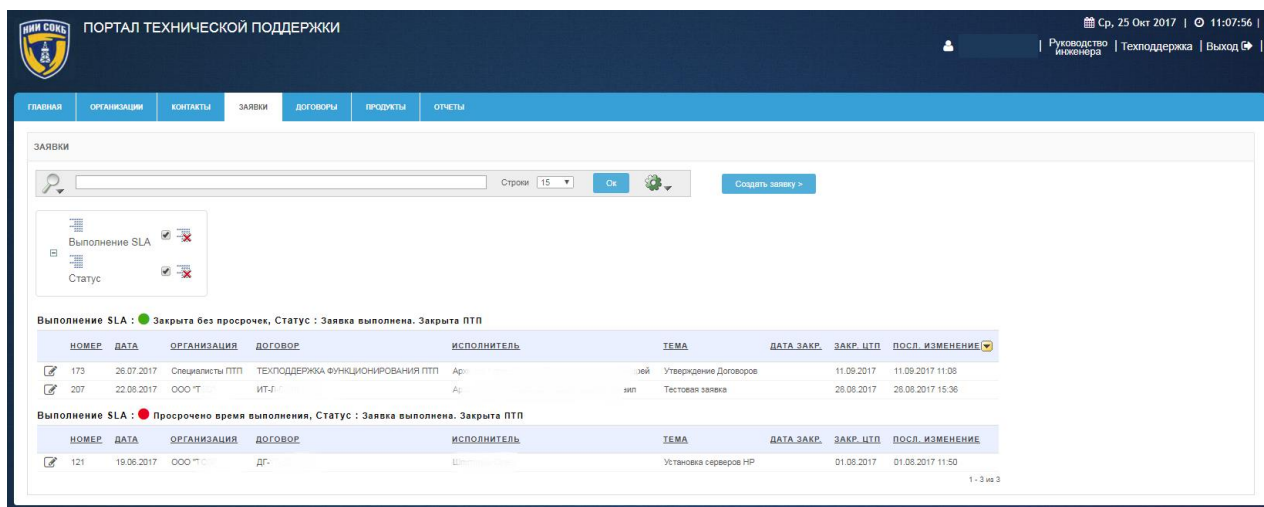 НИИ СОКБ
ПОРТАЛ ТЕХНИЧЕСКОЙ ПОДДЕРЖКИ
Ср, 25 Окт 2017 | 11:07:56 |
| Руководство инженера | Техподдержка | Выход |
ГЛАВНАЯ ОРГАНИЗАЦИИ КОНТАКТЫ ЗАЯВКИ ДОГОВОРЫ ПРОДУКТЫ ОТЧЕТЫ
ЗАЯВКИ
Строки 15 Ок Создать заявку >
Выполнение SLA
Статус
Выполнение SLA : Закрыта без просрочек, Статус : Заявка выполнена. Закрыта ПТП
НОМЕР ДАТА ОРГАНИЗАЦИЯ ДОГОВОР ИСПОЛНИТЕЛЬ ТЕМА ДАТА ЗАКР. ЗАКР. ЦТП ПОСЛ. ИЗМЕНЕНИЕ
173 26.07.2017 Специалисты ПТП ТЕХПОДДЕРЖКА ФУНКЦИОНИРОВАНИЯ ПТП Утверждение Договоров 11.09.2017 11.09.2017 11:08
207 22.08.2017 ООО "Т Тестовая заявка 28.08.2017 28.08.2017 15:36
Выполнение SLA : Просрочено время выполнения, Статус : Заявка выполнена. Закрыта ПТП
НОМЕР ДАТА ОРГАНИЗАЦИЯ ДОГОВОР ИСПОЛНИТЕЛЬ ТЕМА ДАТА ЗАКР. ЗАКР. ЦТП ПОСЛ. ИЗМЕНЕНИЕ
121 19.06.2017 ООО ДГ- Установка серверов HP 01.08.2017 01.08.2017 11:50
1 - 3 из 3